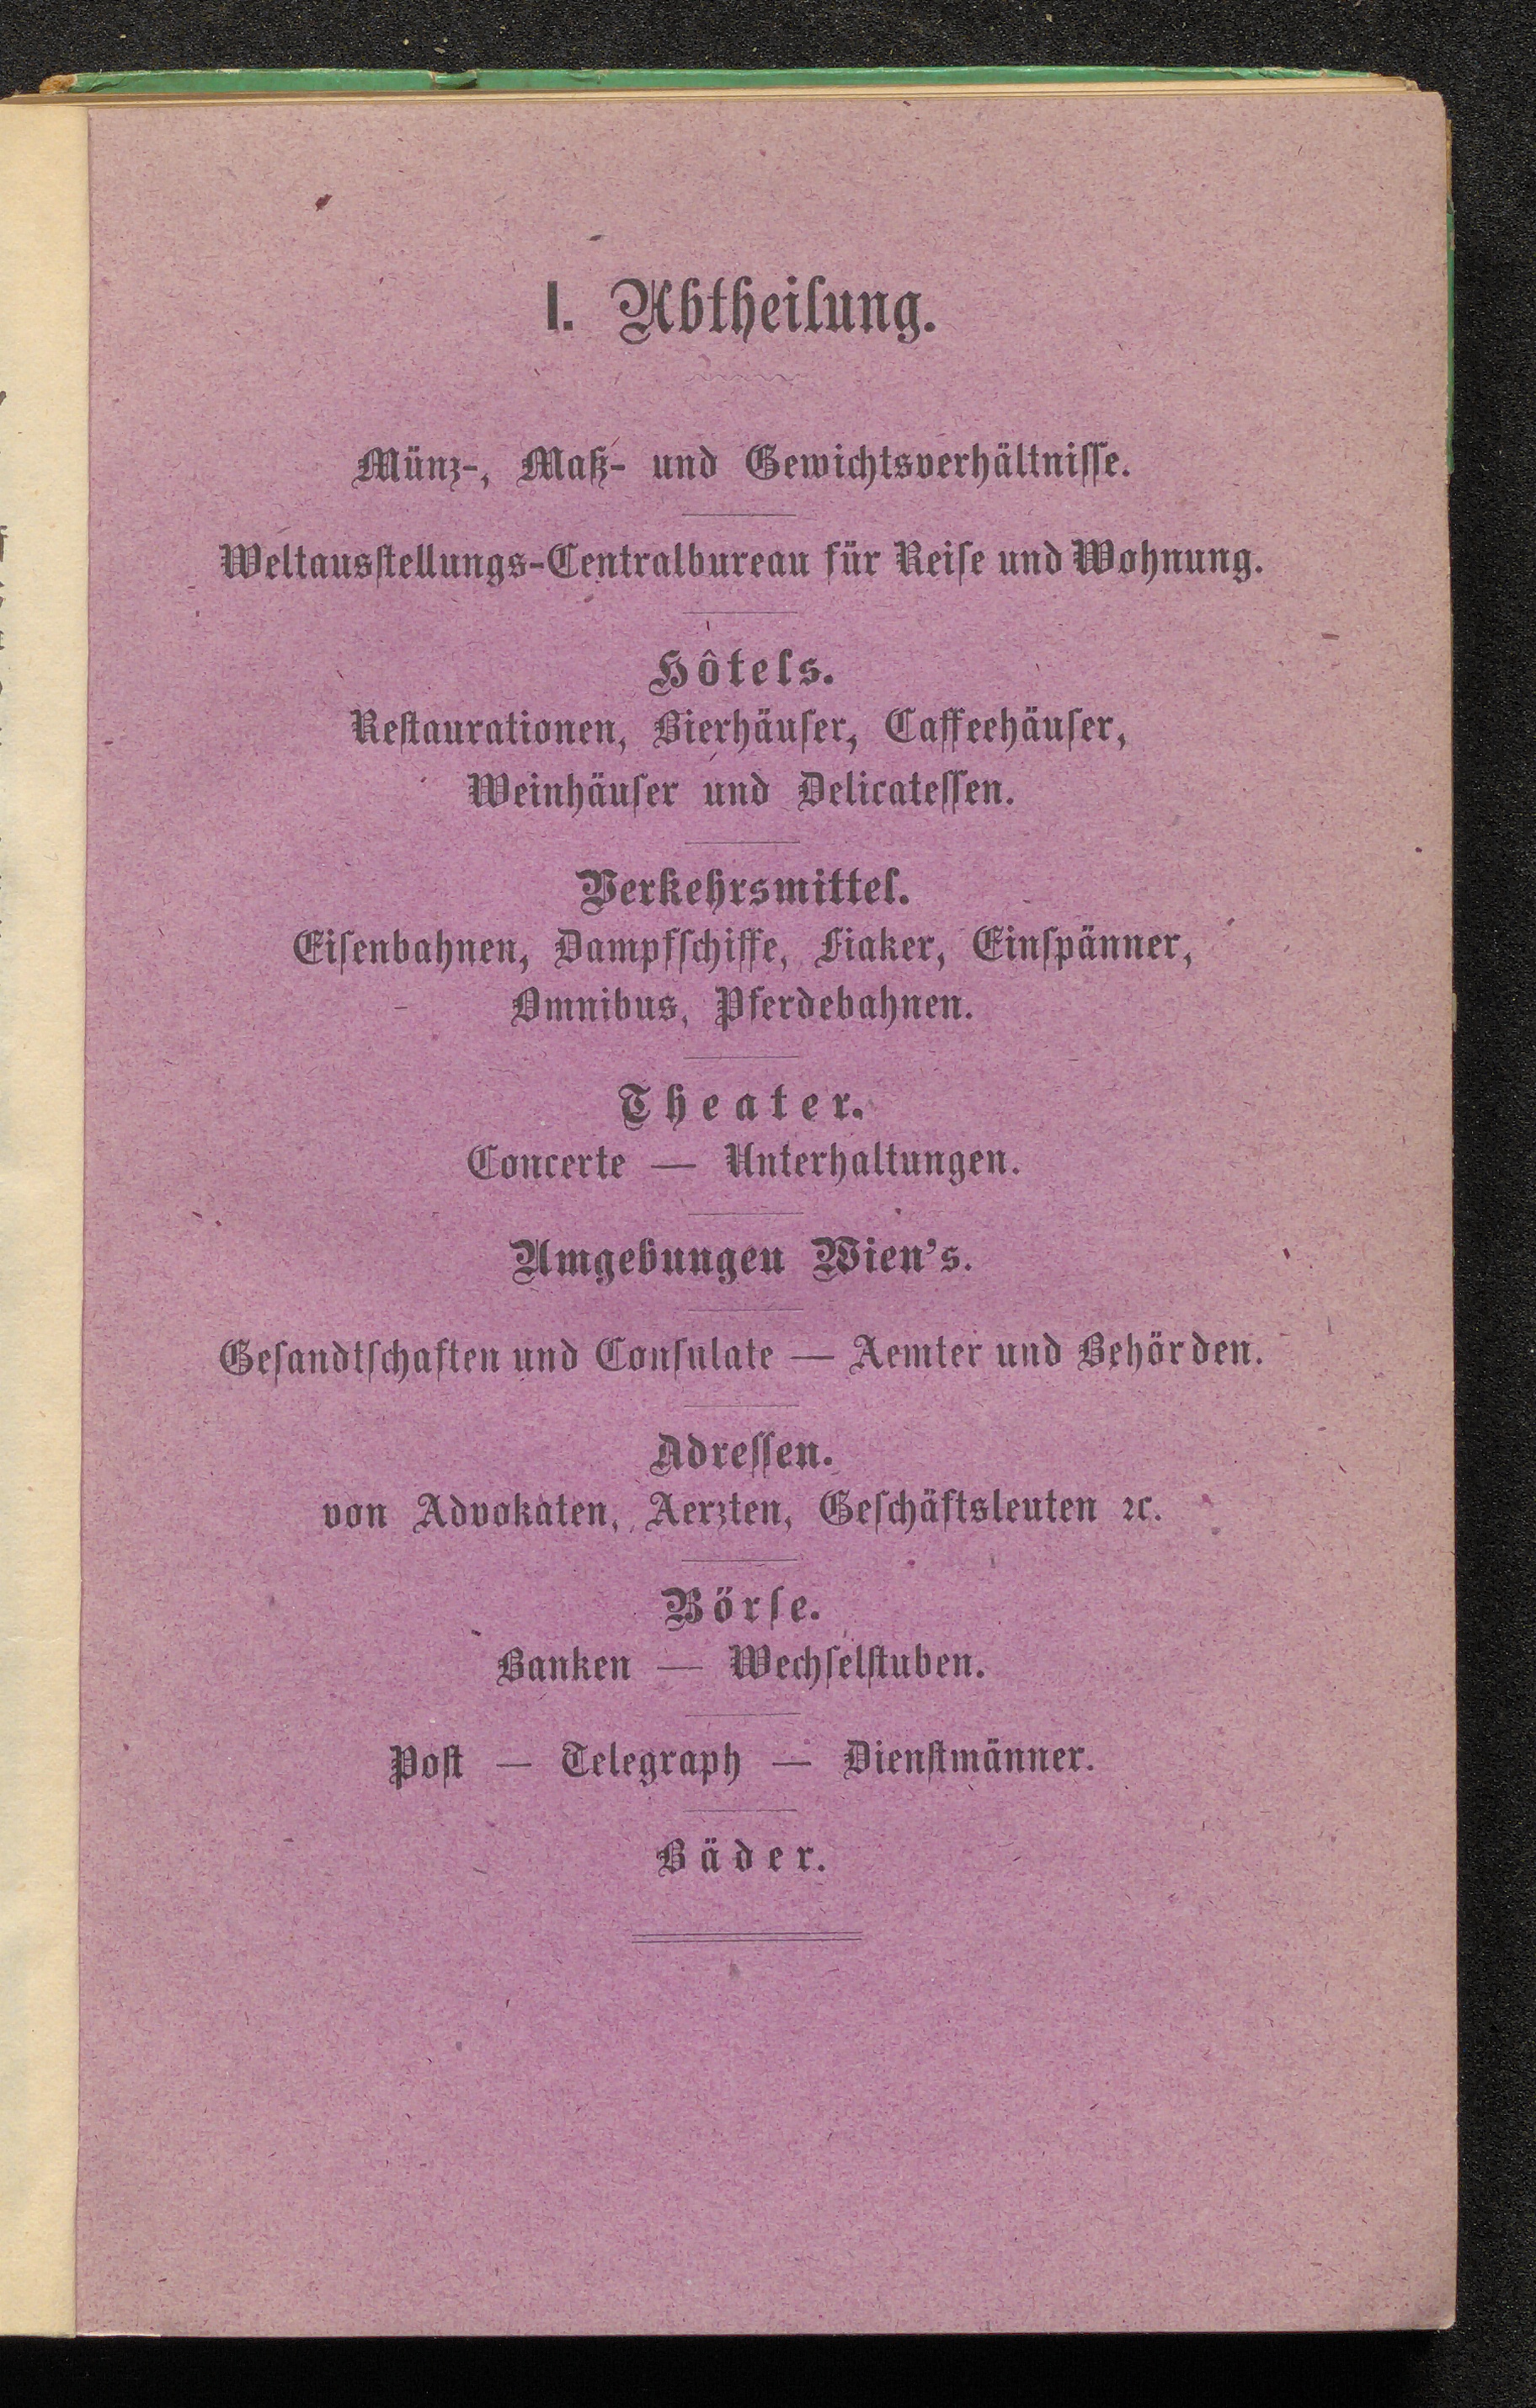 I. Abtheilung.
Münz-, Maß- und Gewichtsverhältnisse.
Weltausstellungs-Centralbureau für Reise und Wohnung.
Hôtels.
Restaurationen, Bierhäuser, Caffeehäuser,
Weinhäuser und Delicatessen.
Verkehrsmittel.
Eisenbahnen, Dampfschiffe, Fiaker, Einspänner,
Omnibus, Pferdebahnen.
Theater.
Concerte — Unterhaltungen.
Umgebungen Wien's.
Gesandtschaften und Consulate — Aemter und Behörden.
Adressen.
von Advokaten, Aerzten, Geschäftsleuten ꝛc.
Börse.
Banken — Wechselstuben.
Post — Telegraph — Dienstmänner.
Bäder.